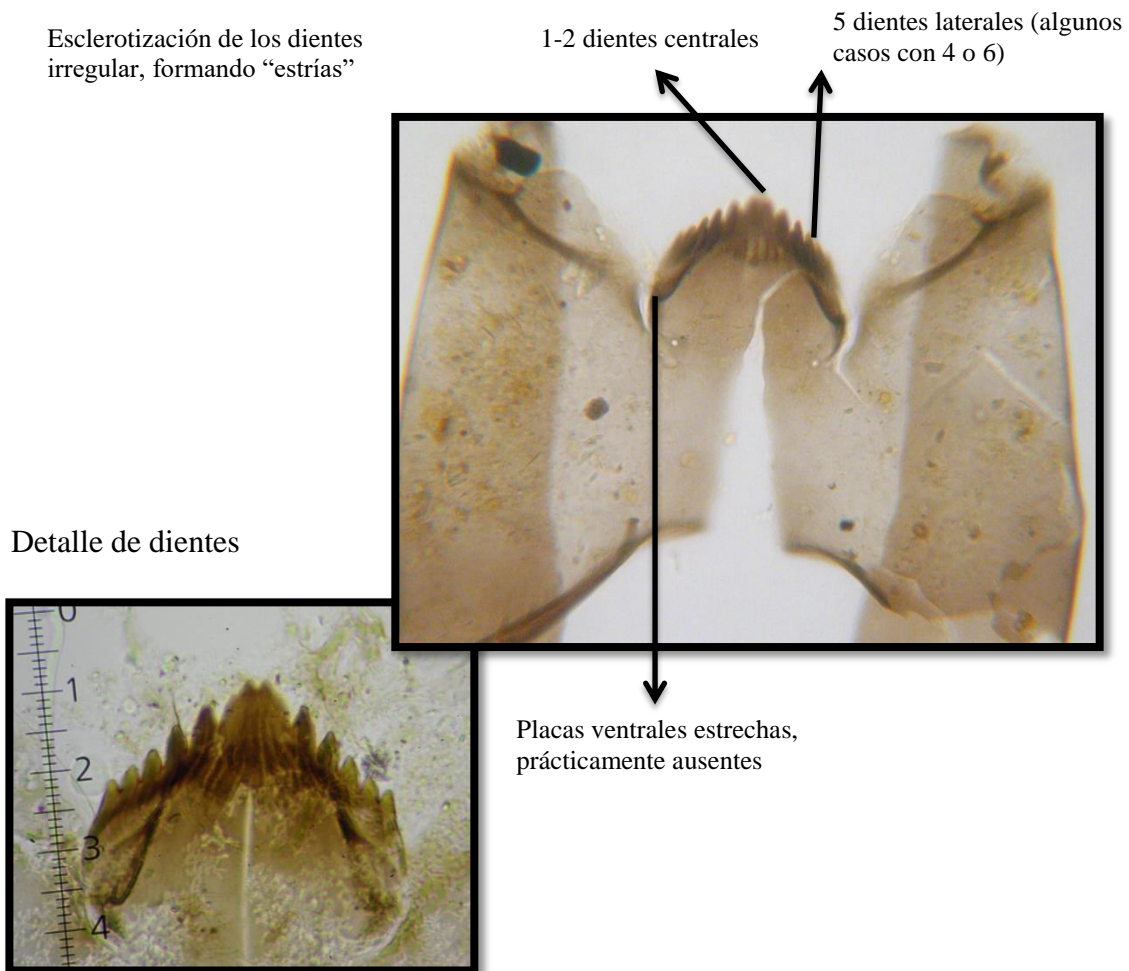 Esclerotización de los dientes
irregular, formando “estrías”
1-2 dientes centrales
5 dientes laterales (algunos
casos con 4 o 6)
Detalle de dientes
0
1
2
3
4
Placas ventrales estrechas,
prácticamente ausentes